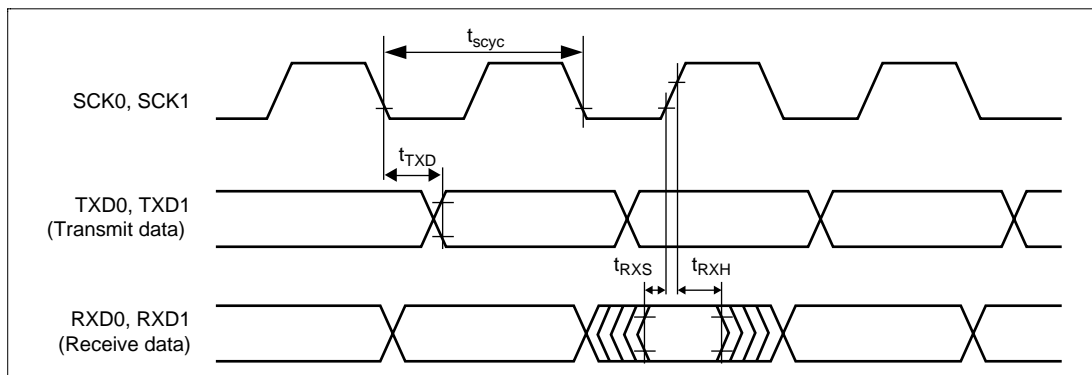 tscyc
SCK0, SCK1
tTXD
TXD0, TXD1
(Transmit data)
tRXS
tRXH
RXD0, RXD1
(Receive data)